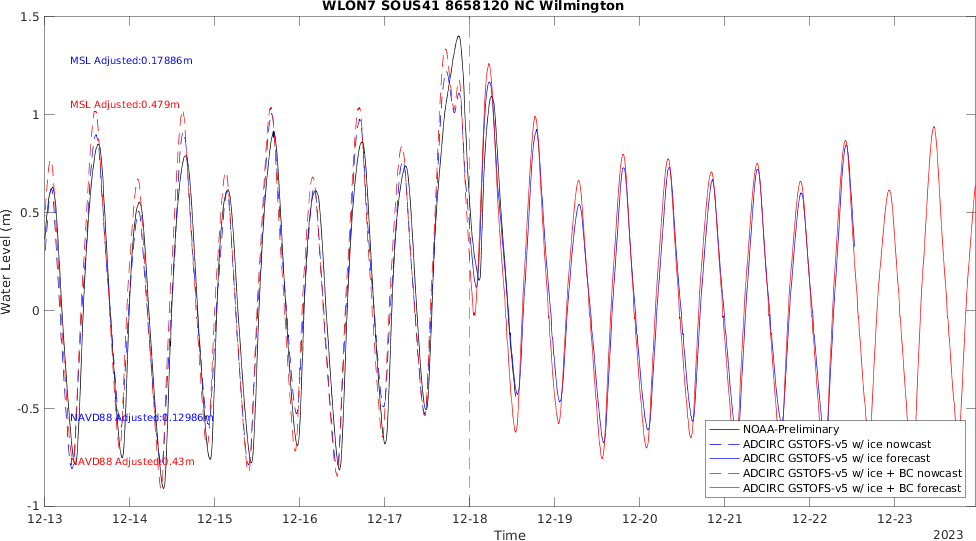 WLON7 SOUS41 8658120 NC Wilmington
1.5
1
0.5
0
-0.5
-1
Water Level (m)
MSL Adjusted:0.17886m
MSL Adjusted:0.479m
NAVD88 Adjusted:0.12986m
NAVD88 Adjusted:0.43m
NOAA-Preliminary
ADCIRC GSTOFS-v5 w/ ice nowcast
ADCIRC GSTOFS-v5 w/ ice forecast
ADCIRC GSTOFS-v5 w/ ice + BC nowcast
ADCIRC GSTOFS-v5 w/ ice + BC forecast
12-13 12-14 12-15 12-16 12-17 12-18 12-19 12-20 12-21 12-22 12-23
Time
2023